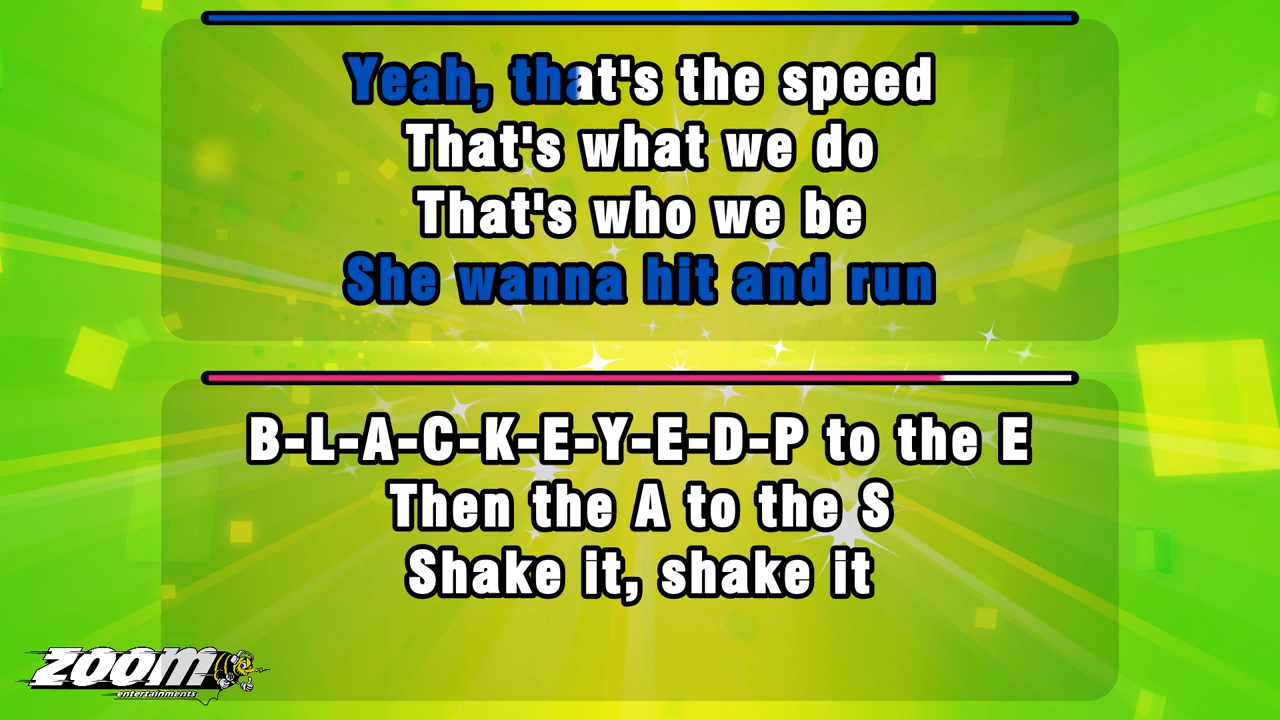 Yeah, that's the speed
That's what we do
That's who we be
She wanna hit and run
B-L-A-C-K-E-Y-E-D-P to the E
Then the A to the S
Shake it, shake it
zoom
entertainments